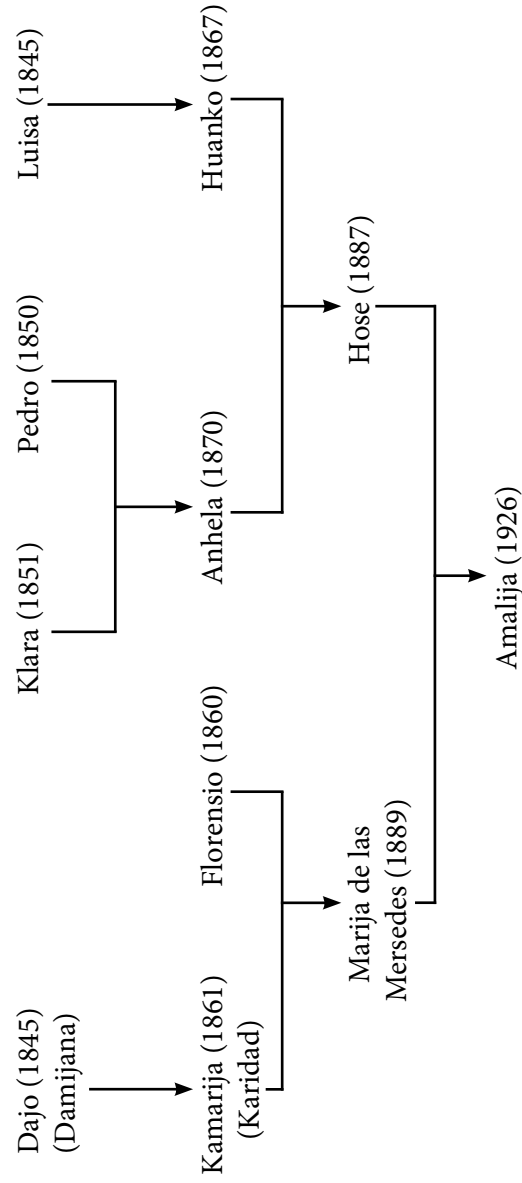 Dajo (1845)
(Damijana)
Klara (1851)
Pedro (1850)
Luisa (1845)
Kamarija (1861)
(Karidad)
Florensio (1860)
Anhela (1870)
Huanko (1867)
Marija de las
Mersedes (1889)
Hose (1887)
Amalija (1926)